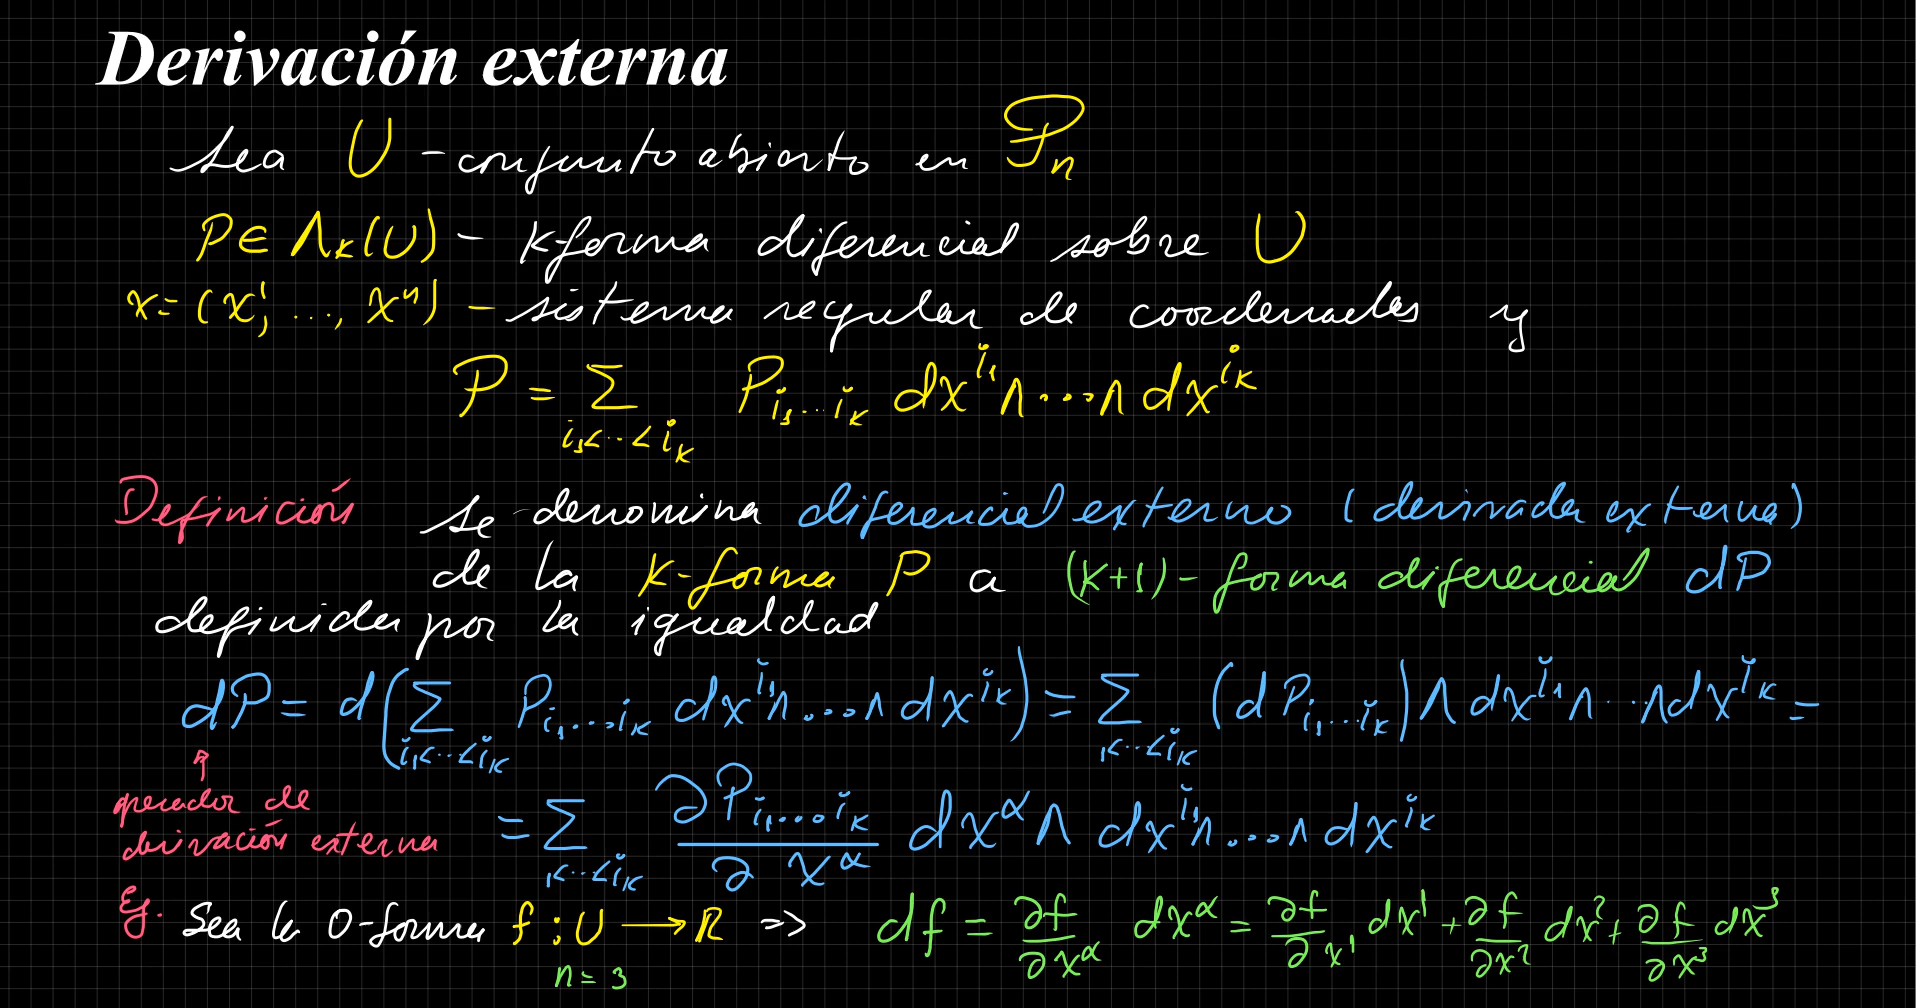 Derivación externa
Sea U - conjunto abierto en 𝒫ₙ
P ∈ Λₖ(U) - k forma diferencial sobre U
x = (x¹, ..., xⁿ) - sistema regular de coordenadas y
P = Σ_{i₁<...<iₖ} P_{i₁...iₖ} dx^{i₁} ∧ ... ∧ dx^{iₖ}
Definición Se denomina diferencial externo (derivada externa)
de la k-forma P a (k+1) - forma diferencial dP
definida por la igualdad
dP = d(Σ_{i₁<...<iₖ} P_{i₁...iₖ} dx^{i₁} ∧ ... ∧ dx^{iₖ}) = Σ_{i₁<...<iₖ} (dP_{i₁...iₖ}) ∧ dx^{i₁} ∧ ... ∧ dx^{iₖ} =
↑
operador de
derivación externa
= Σ_{i₁<...<iₖ} ∂P_{i₁...iₖ}/∂x^α dx^α ∧ dx^{i₁} ∧ ... ∧ dx^{iₖ}
Ej. Sea la 0-forma f : U → R => df = ∂f/∂x^α dx^α = ∂f/∂x¹ dx¹ + ∂f/∂x² dx² + ∂f/∂x³ dx³
n = 3